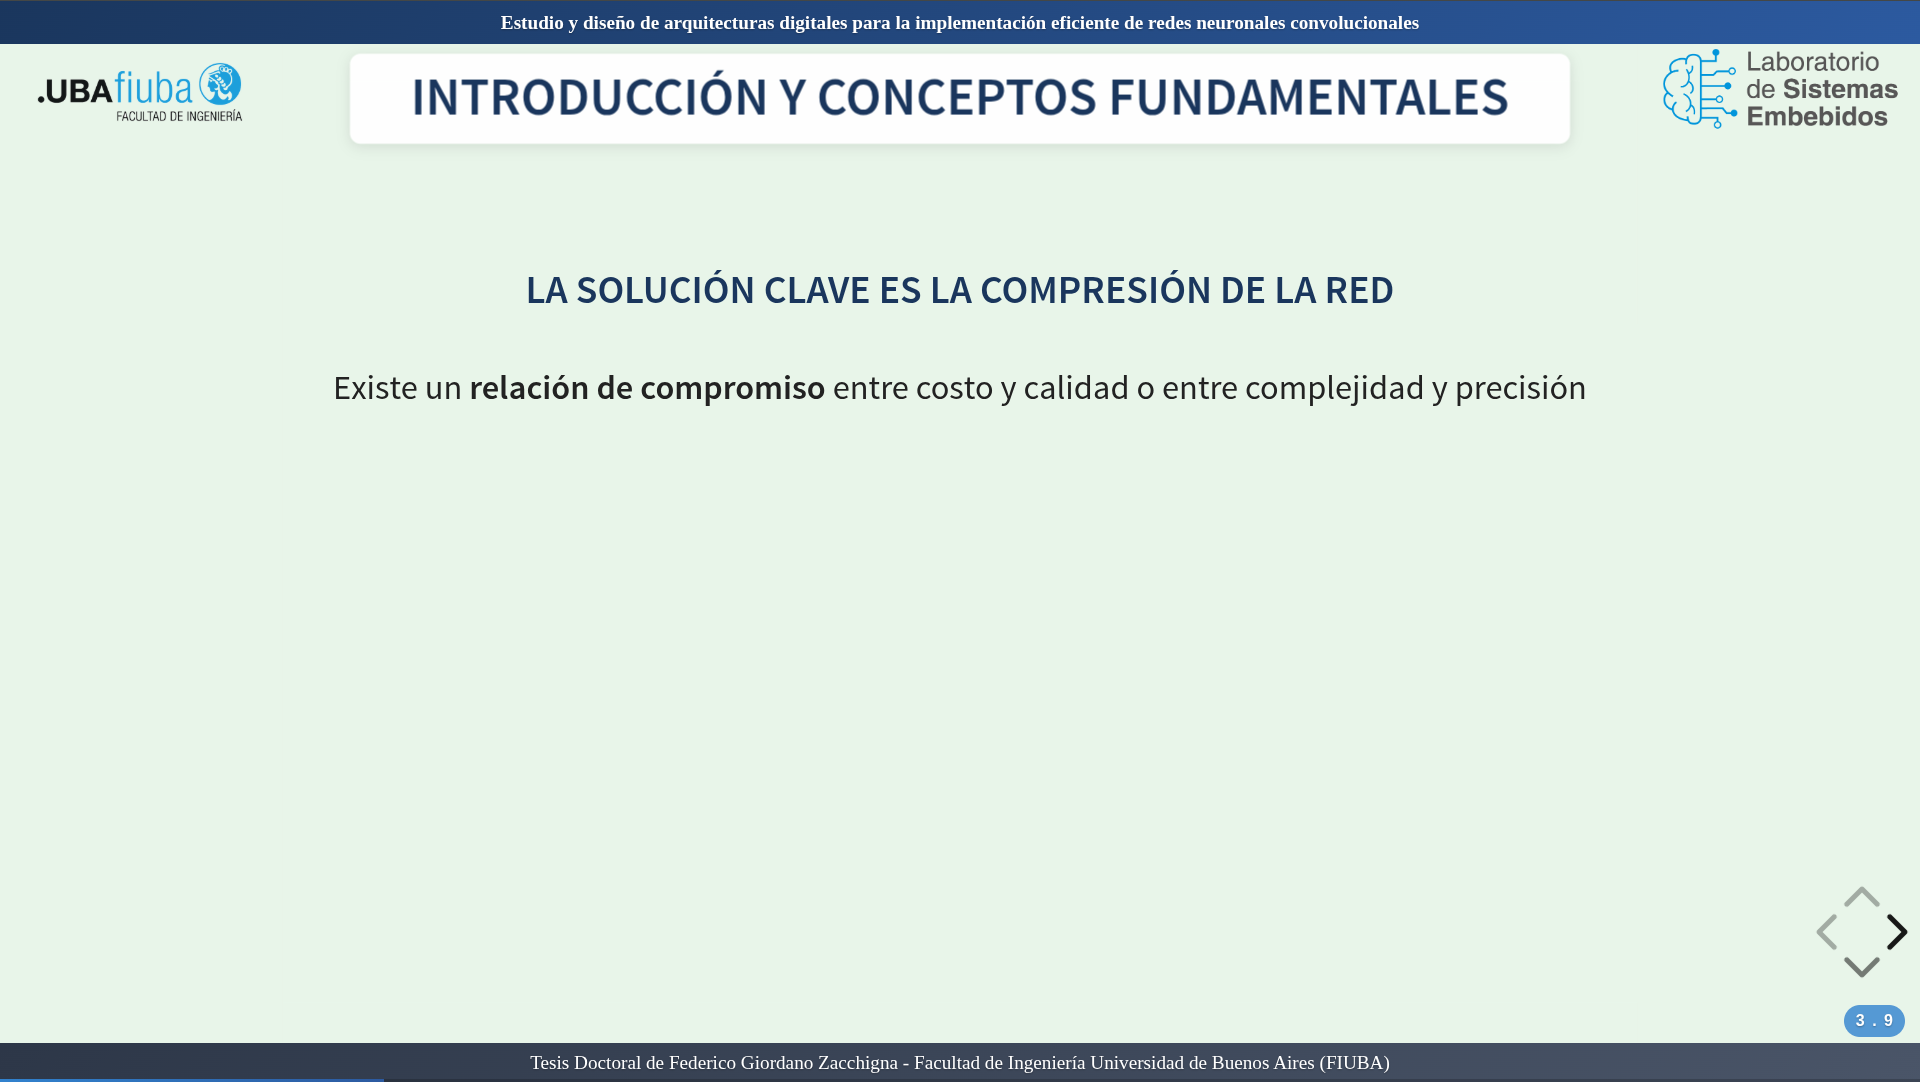 Estudio y diseño de arquitecturas digitales para la implementación eficiente de redes neuronales convolucionales
.UBAfiuba
FACULTAD DE INGENIERÍA
INTRODUCCIÓN Y CONCEPTOS FUNDAMENTALES
Laboratorio
de Sistemas
Embebidos
LA SOLUCIÓN CLAVE ES LA COMPRESIÓN DE LA RED
Existe un relación de compromiso entre costo y calidad o entre complejidad y precisión
3 . 9
Tesis Doctoral de Federico Giordano Zacchigna - Facultad de Ingeniería Universidad de Buenos Aires (FIUBA)